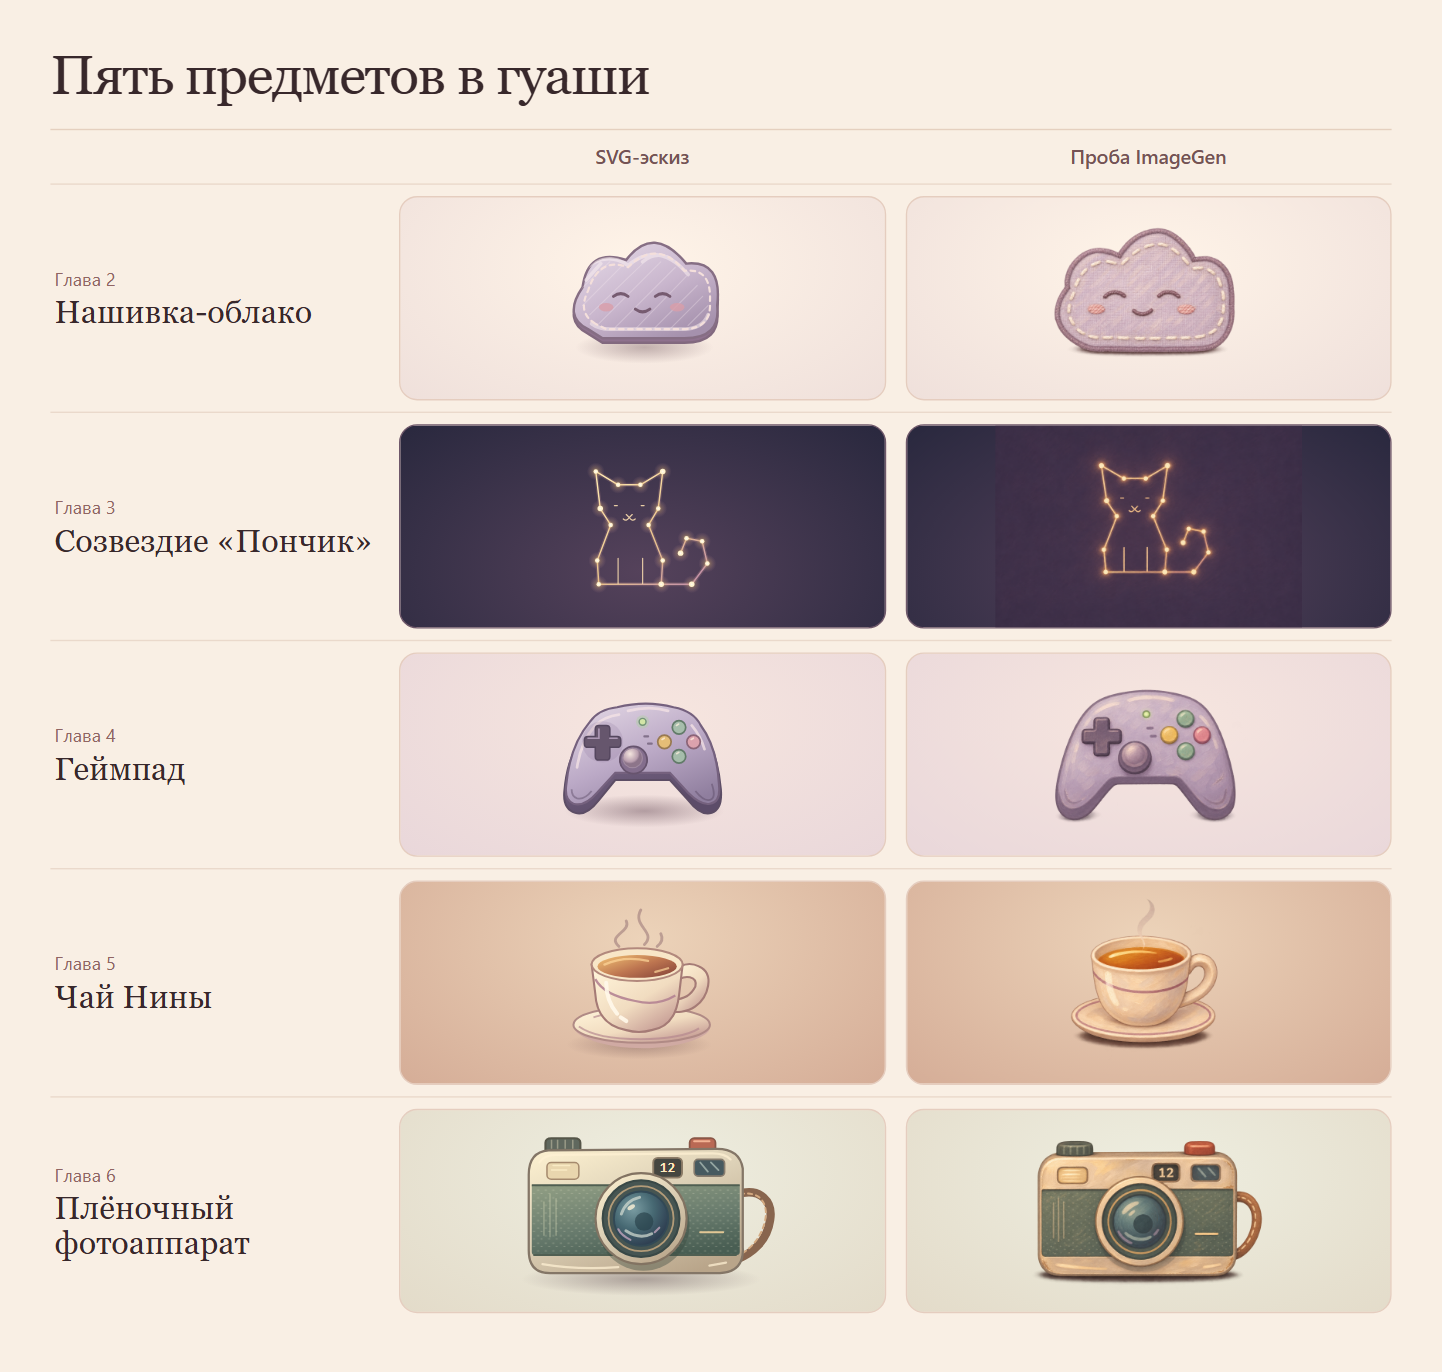 Пять предметов в гуаши
SVG-эскиз
Проба ImageGen
Глава 2
Нашивка-облако
Глава 3
Созвездие «Пончик»
Глава 4
Геймпад
Глава 5
Чай Нины
Глава 6
Плёночный
фотоаппарат
12
12